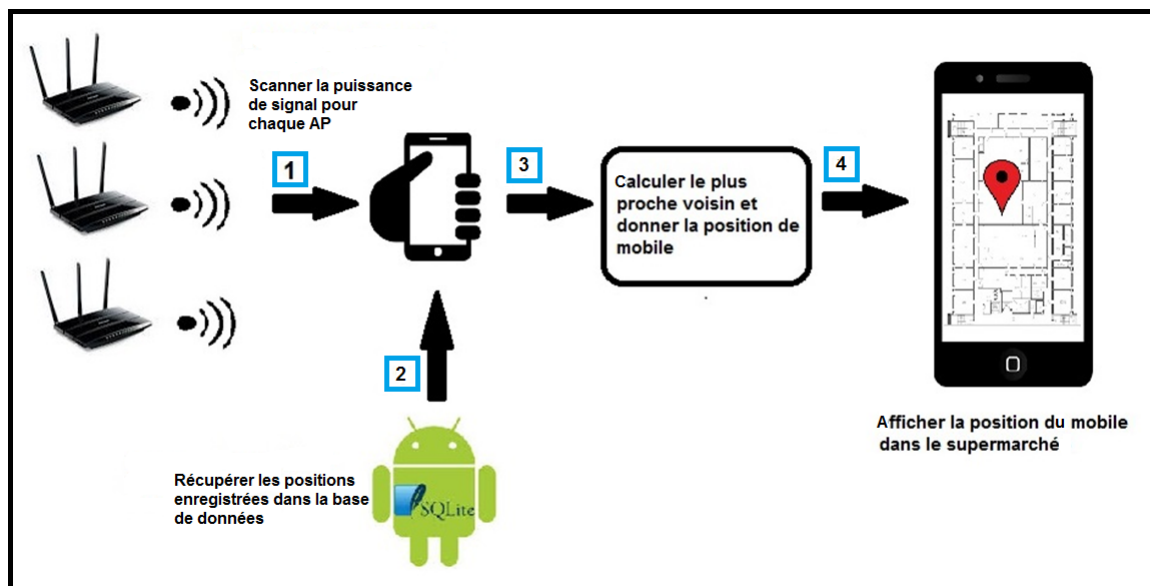 Scanner la puissance
de signal pour
chaque AP
1
3
4
Calculer le plus
proche voisin et
donner la position de
mobile
2
Récupérer les positions
enregistrées dans la base
de données
SQLite
Afficher la position du mobile
dans le supermarché